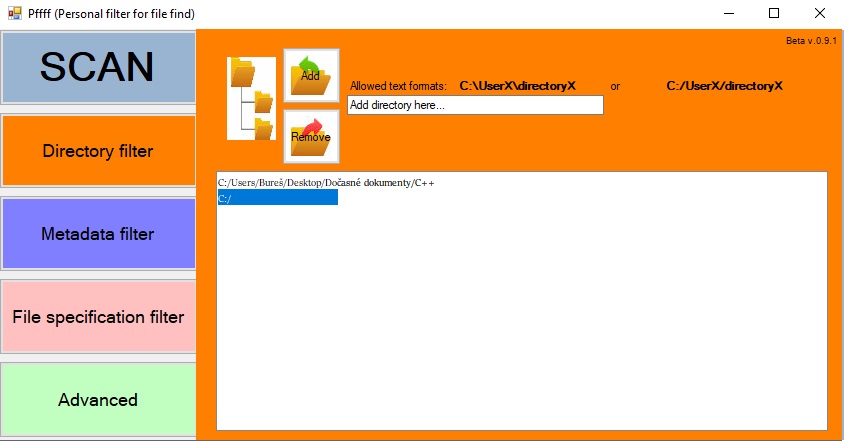 Pffff (Personal filter for file find)
Beta v.0.9.1
SCAN
Directory filter
Metadata filter
File specification filter
Advanced
Add
Remove
Allowed text formats: C:\UserX\directoryX or C:/UserX/directoryX
Add directory here...
C:/Users/Bureš/Desktop/Dočasné dokumenty/C++
C:/